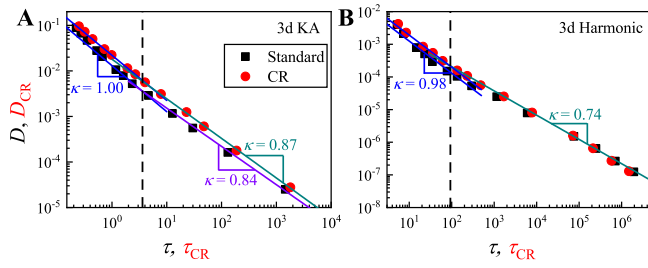 A
3d KA
Standard
CR
κ = 1.00
κ = 0.87
κ = 0.84
D, D_CR
10^-1
10^-2
10^-3
10^-4
10^-5
10^0 10^1 10^2 10^3 10^4
τ, τ_CR
B
3d Harmonic
κ = 0.98
κ = 0.74
10^-2
10^-3
10^-4
10^-5
10^-6
10^-7
10^-8
10^1 10^2 10^3 10^4 10^5 10^6
τ, τ_CR